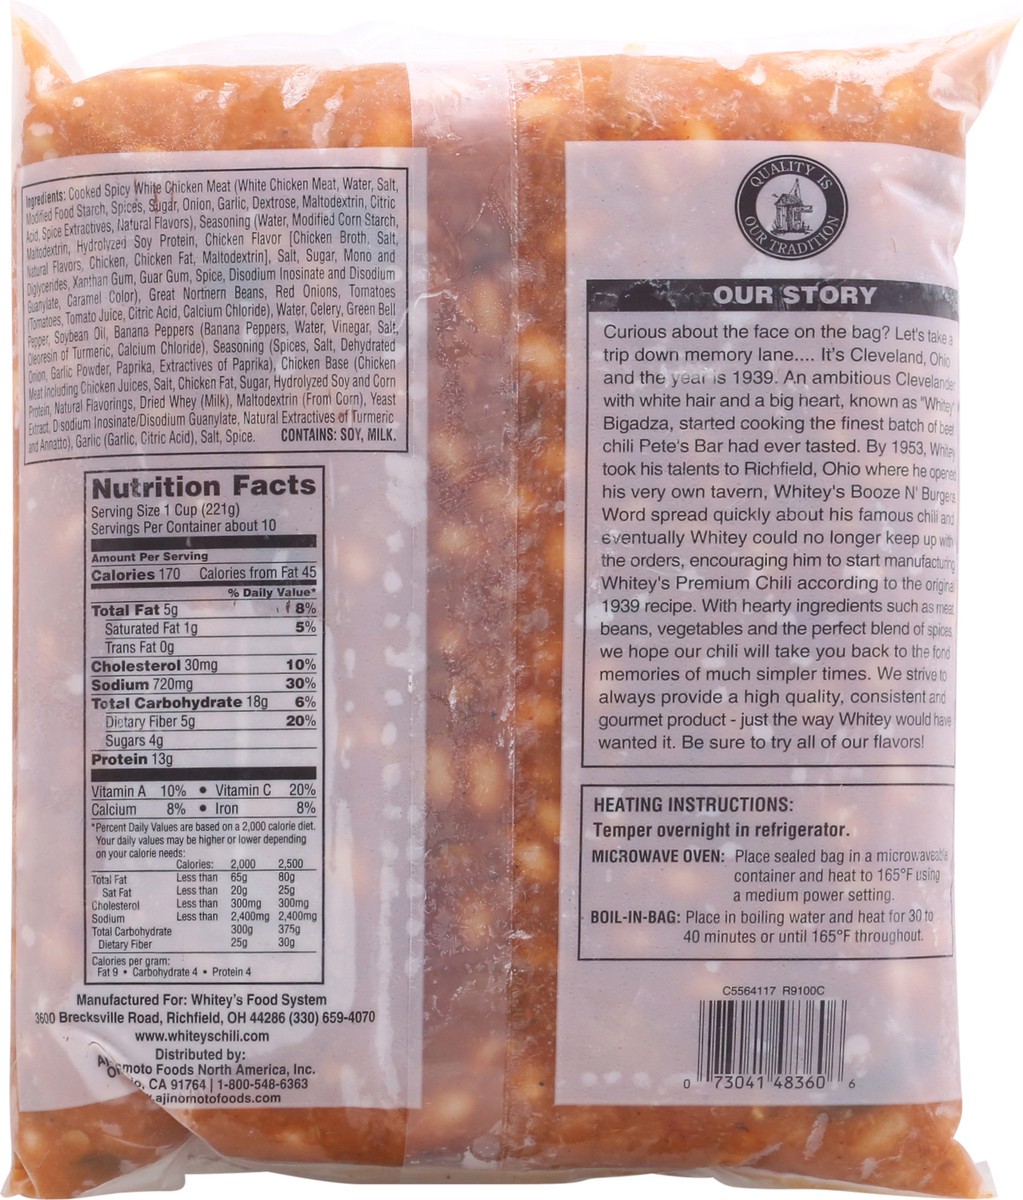 Ingredients: Cooked Spicy White Chicken Meat (White Chicken Meat, Water, Salt,
Modified Food Starch, Spices, Sugar, Onion, Garlic, Dextrose, Maltodextrin, Citric
Acid, Spice Extractives, Natural Flavors), Seasoning (Water, Modified Corn Starch,
Maltodextrin, Hydrolyzed Soy Protein, Chicken Flavor [Chicken Broth, Salt,
Natural Flavors, Chicken, Chicken Fat, Maltodextrin], Salt, Sugar, Mono and
Diglycerides, Xanthan Gum, Guar Gum, Spice, Disodium Inosinate and Disodium
Guanylate, Caramel Color), Great Northern Beans, Red Onions, Tomatoes
(Tomatoes, Tomato Juice, Citric Acid, Calcium Chloride), Water, Celery, Green Bell
Pepper, Soybean Oil, Banana Peppers (Banana Peppers, Water, Vinegar, Salt,
Oleoresin of Turmeric, Calcium Chloride), Seasoning (Spices, Salt, Dehydrated
Onion, Garlic Powder, Paprika, Extractives of Paprika), Chicken Base (Chicken
Meat Including Chicken Juices, Salt, Chicken Fat, Sugar, Hydrolyzed Soy and Corn
Protein, Natural Flavorings, Dried Whey (Milk), Maltodextrin (From Corn), Yeast
Extract, Disodium Inosinate/Disodium Guanylate, Natural Extractives of Turmeric
and Annatto), Garlic (Garlic, Citric Acid), Salt, Spice. CONTAINS: SOY, MILK.
Nutrition Facts
Serving Size 1 Cup (221g)
Servings Per Container about 10
Amount Per Serving
Calories 170 Calories from Fat 45
% Daily Value*
Total Fat 5g 8%
Saturated Fat 1g 5%
Trans Fat 0g
Cholesterol 30mg 10%
Sodium 720mg 30%
Total Carbohydrate 18g 6%
Dietary Fiber 5g 20%
Sugars 4g
Protein 13g
Vitamin A 10% • Vitamin C 20%
Calcium 8% • Iron 8%
*Percent Daily Values are based on a 2,000 calorie diet.
Your daily values may be higher or lower depending
on your calorie needs:
Calories: 2,000 2,500
Total Fat Less than 65g 80g
Sat Fat Less than 20g 25g
Cholesterol Less than 300mg 300mg
Sodium Less than 2,400mg 2,400mg
Total Carbohydrate 300g 375g
Dietary Fiber 25g 30g
Calories per gram:
Fat 9 • Carbohydrate 4 • Protein 4
Manufactured For: Whitey's Food System
3600 Brecksville Road, Richfield, OH 44286 (330) 659-4070
www.whiteyschili.com
Distributed by:
moto Foods North America, Inc.
CA 91764 | 1-800-548-6363
ajinomotofoods.com
QUALITY IS
OUR TRADITION
OUR STORY
Curious about the face on the bag? Let's take a
trip down memory lane.... It's Cleveland, Ohio
and the year is 1939. An ambitious Clevelander
with white hair and a big heart, known as "Whitey"
Bigadza, started cooking the finest batch of beef
chili Pete's Bar had ever tasted. By 1953, Whitey
took his talents to Richfield, Ohio where he opened
his very own tavern, Whitey's Booze N' Burgers.
Word spread quickly about his famous chili and
eventually Whitey could no longer keep up with
the orders, encouraging him to start manufacturing
Whitey's Premium Chili according to the original
1939 recipe. With hearty ingredients such as meat,
beans, vegetables and the perfect blend of spices,
we hope our chili will take you back to the fond
memories of much simpler times. We strive to
always provide a high quality, consistent and
gourmet product - just the way Whitey would have
wanted it. Be sure to try all of our flavors!
HEATING INSTRUCTIONS:
Temper overnight in refrigerator.
MICROWAVE OVEN: Place sealed bag in a microwaveable
container and heat to 165°F using
a medium power setting.
BOIL-IN-BAG: Place in boiling water and heat for 30 to
40 minutes or until 165°F throughout.
C5564117 R9100C
0 73041 48360 6